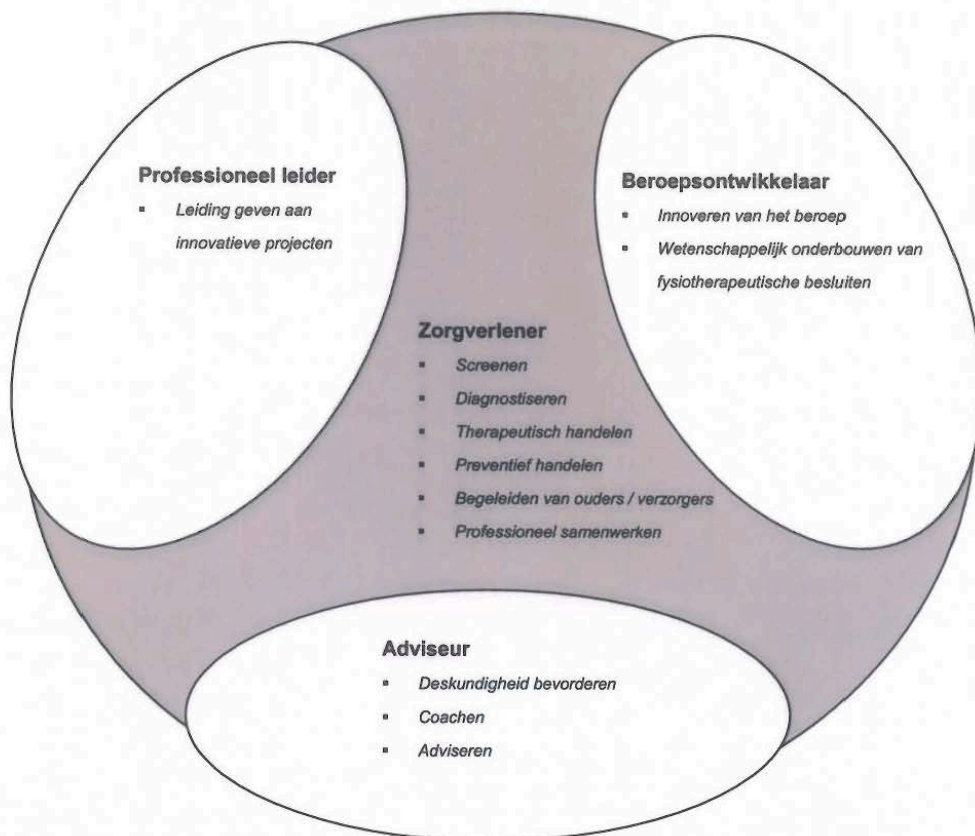 Professioneel leider
▪ Leiding geven aan
innovatieve projecten
Beroepsontwikkelaar
▪ Innoveren van het beroep
▪ Wetenschappelijk onderbouwen van
fysiotherapeutische besluiten
Zorgverlener
▪ Screenen
▪ Diagnostiseren
▪ Therapeutisch handelen
▪ Preventief handelen
▪ Begeleiden van ouders / verzorgers
▪ Professioneel samenwerken
Adviseur
▪ Deskundigheid bevorderen
▪ Coachen
▪ Adviseren